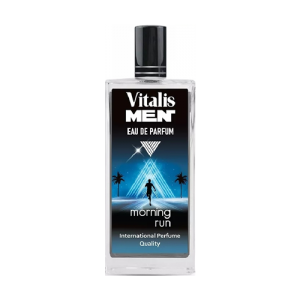 Vitalis
MEN
EAU DE PARFUM
morning
run
International Perfume
Quality